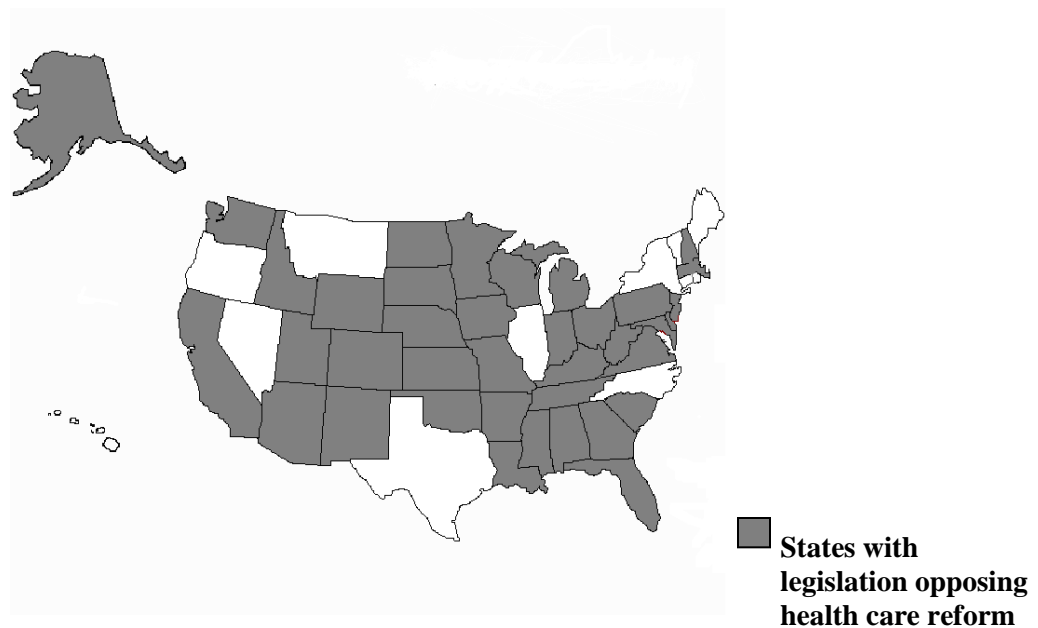 States with
legislation opposing
health care reform